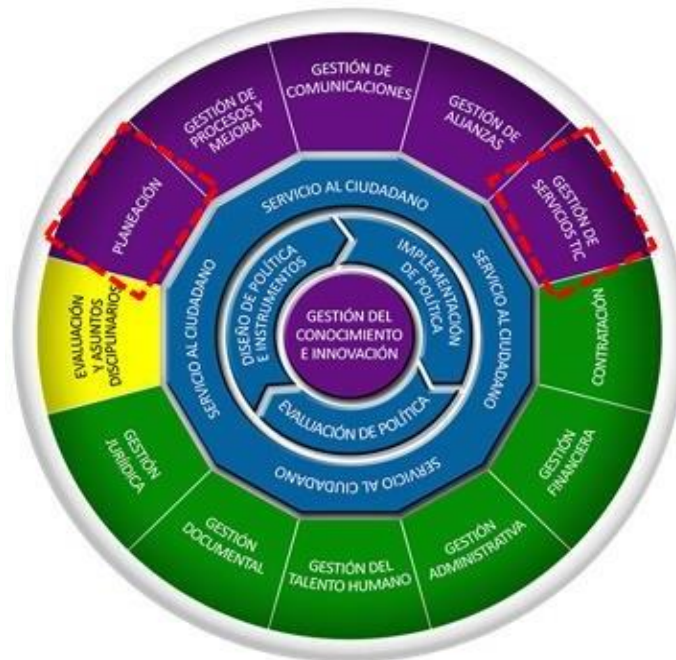 GESTIÓN DE
COMUNICACIONES
GESTIÓN DE
ALIANZAS
GESTIÓN DE
SERVICIOS TIC
CONTRATACIÓN
GESTIÓN
FINANCIERA
GESTIÓN
ADMINISTRATIVA
GESTIÓN DEL
TALENTO HUMANO
GESTIÓN
DOCUMENTAL
GESTIÓN
JURÍDICA
EVALUACIÓN
Y ASUNTOS
DISCIPLINARIOS
PLANEACIÓN
GESTIÓN DE
PROCESOS Y
MEJORA
SERVICIO AL CIUDADANO
SERVICIO AL CIUDADANO
SERVICIO AL CIUDADANO
SERVICIO AL CIUDADANO
DISEÑO DE POLÍTICA
E INSTRUMENTOS
IMPLEMENTACIÓN
DE POLÍTICA
EVALUACIÓN DE POLÍTICA
GESTIÓN DEL
CONOCIMIENTO
E INNOVACIÓN